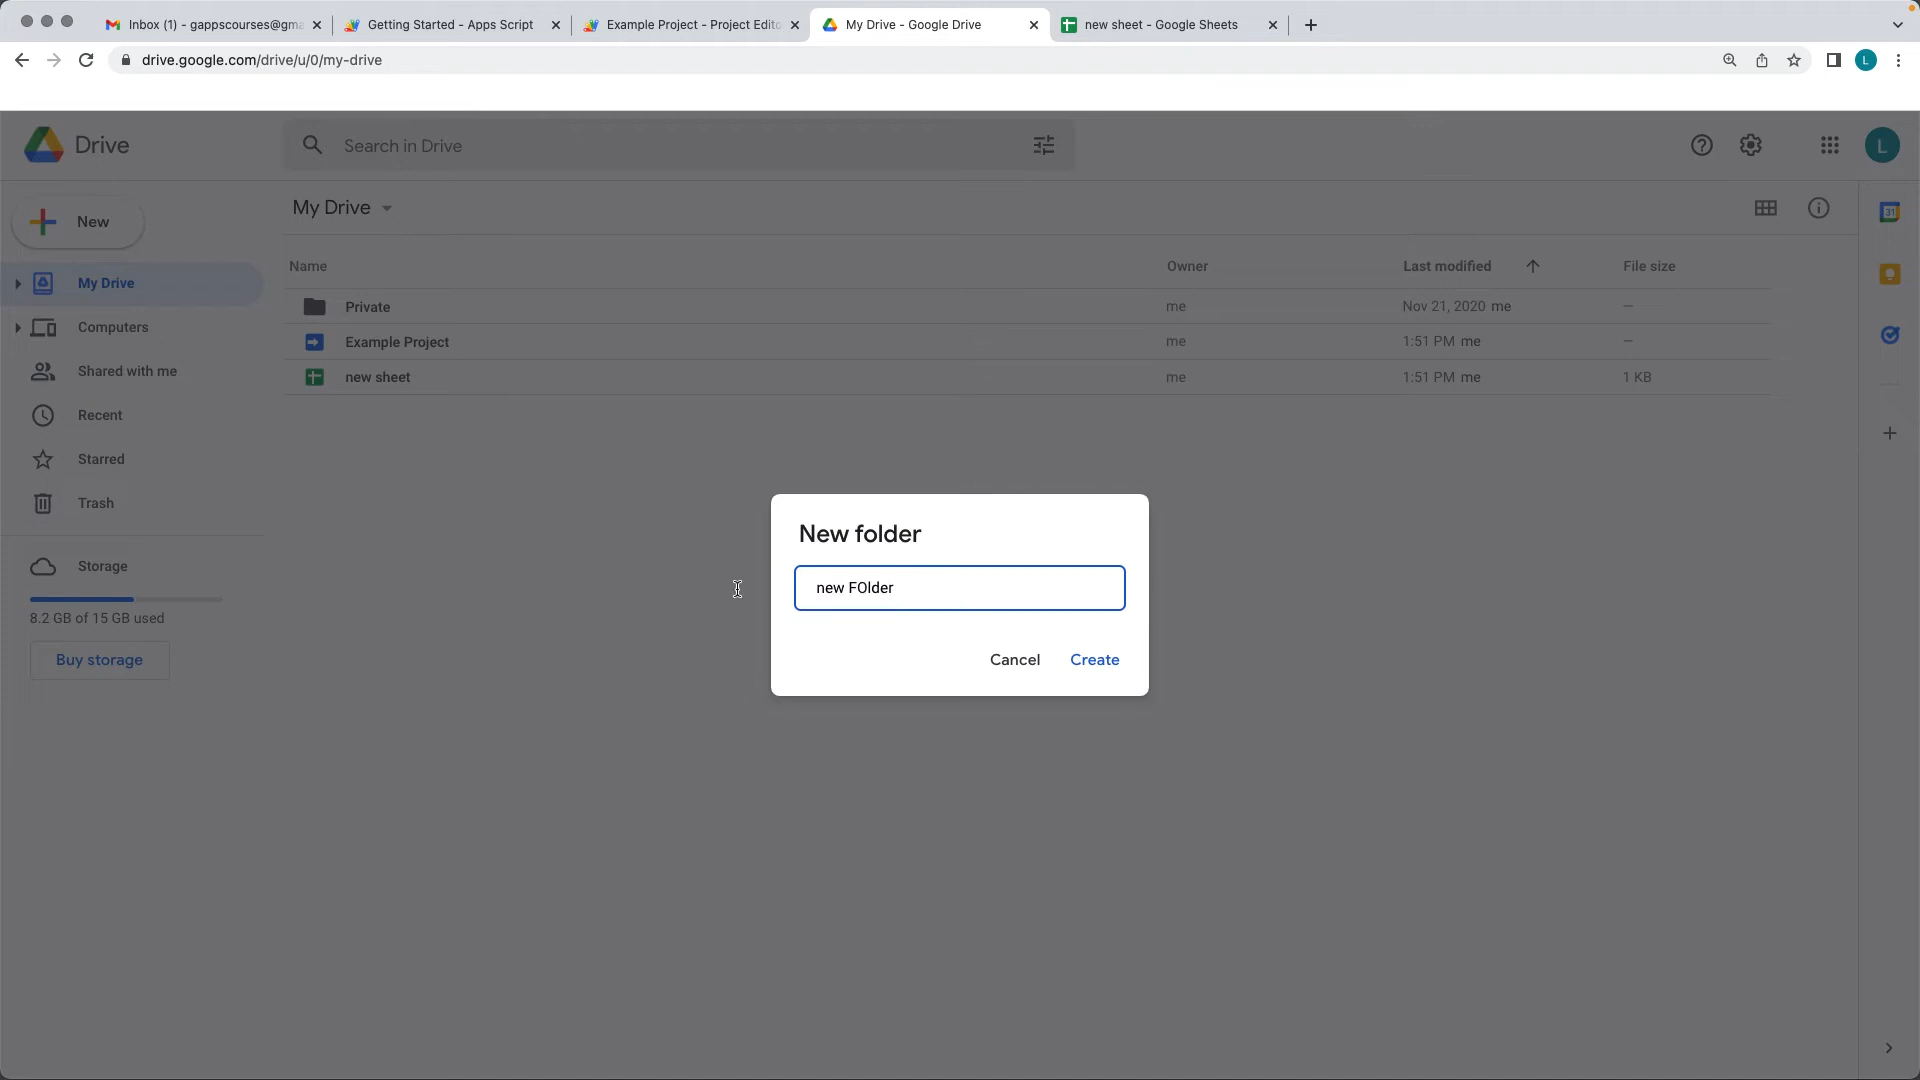 Inbox (1) - gappscourses@gma
Getting Started - Apps Script
Example Project - Project Edito
My Drive - Google Drive
new sheet - Google Sheets
drive.google.com/drive/u/0/my-drive
L
Drive
Search in Drive
L
New
My Drive
Computers
Shared with me
Recent
Starred
Trash
Storage
8.2 GB of 15 GB used
Buy storage
My Drive
Name Owner Last modified File size
Private me Nov 21, 2020 me —
Example Project me 1:51 PM me —
new sheet me 1:51 PM me 1 KB
31
New folder
new FOlder
Cancel Create